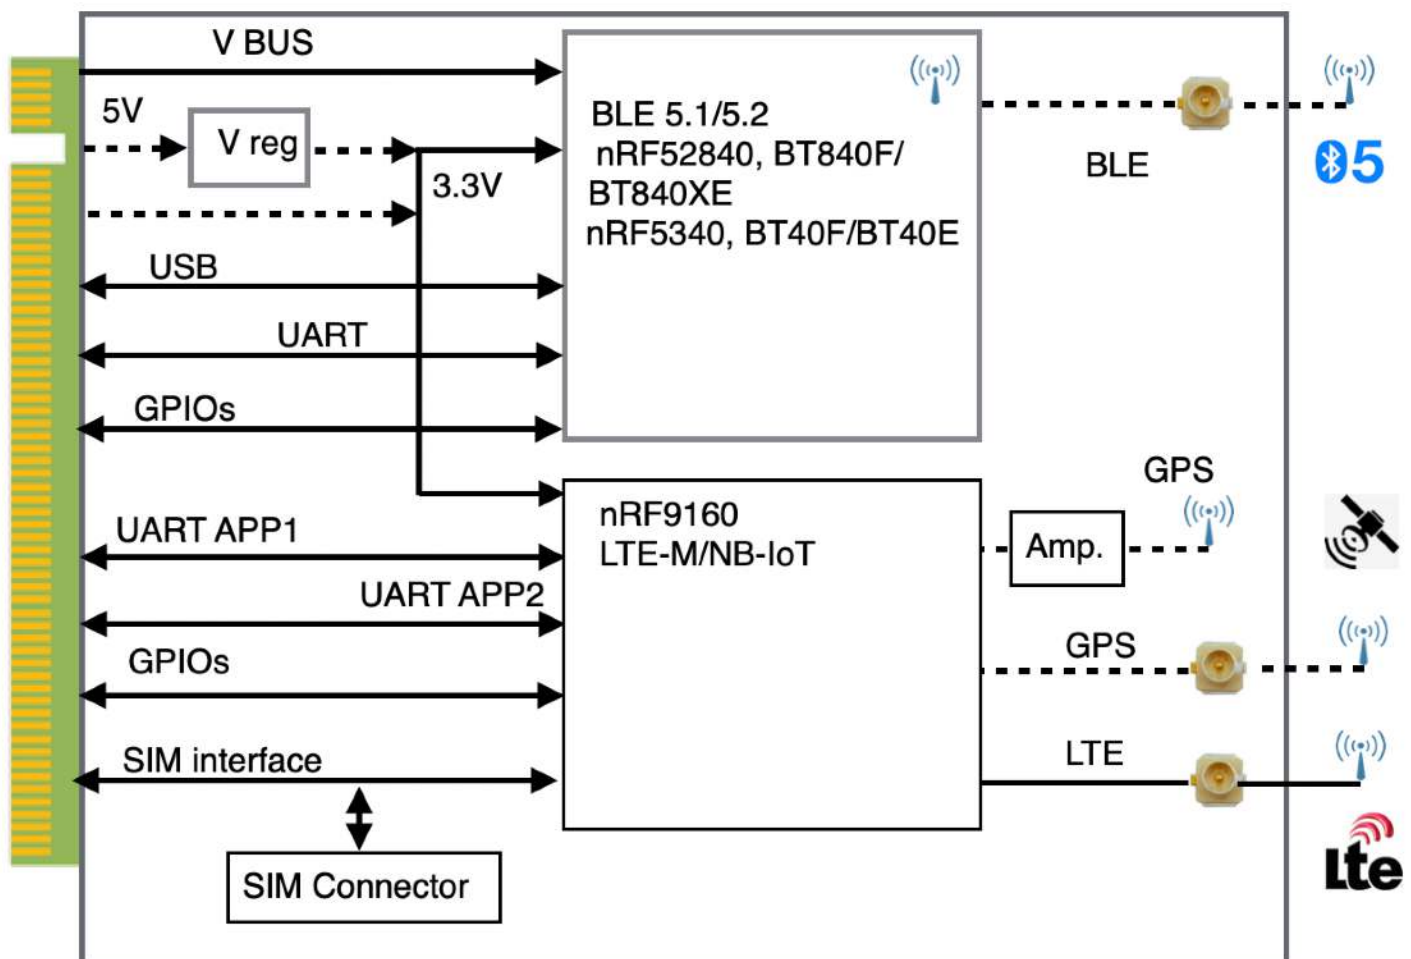 V BUS
5V
V reg
3.3V
USB
UART
GPIOs
BLE 5.1/5.2
nRF52840, BT840F/
BT840XE
nRF5340, BT40F/BT40E
BLE
5
UART APP1
UART APP2
GPIOs
SIM interface
SIM Connector
nRF9160
LTE-M/NB-IoT
Amp.
GPS
GPS
LTE
Lte